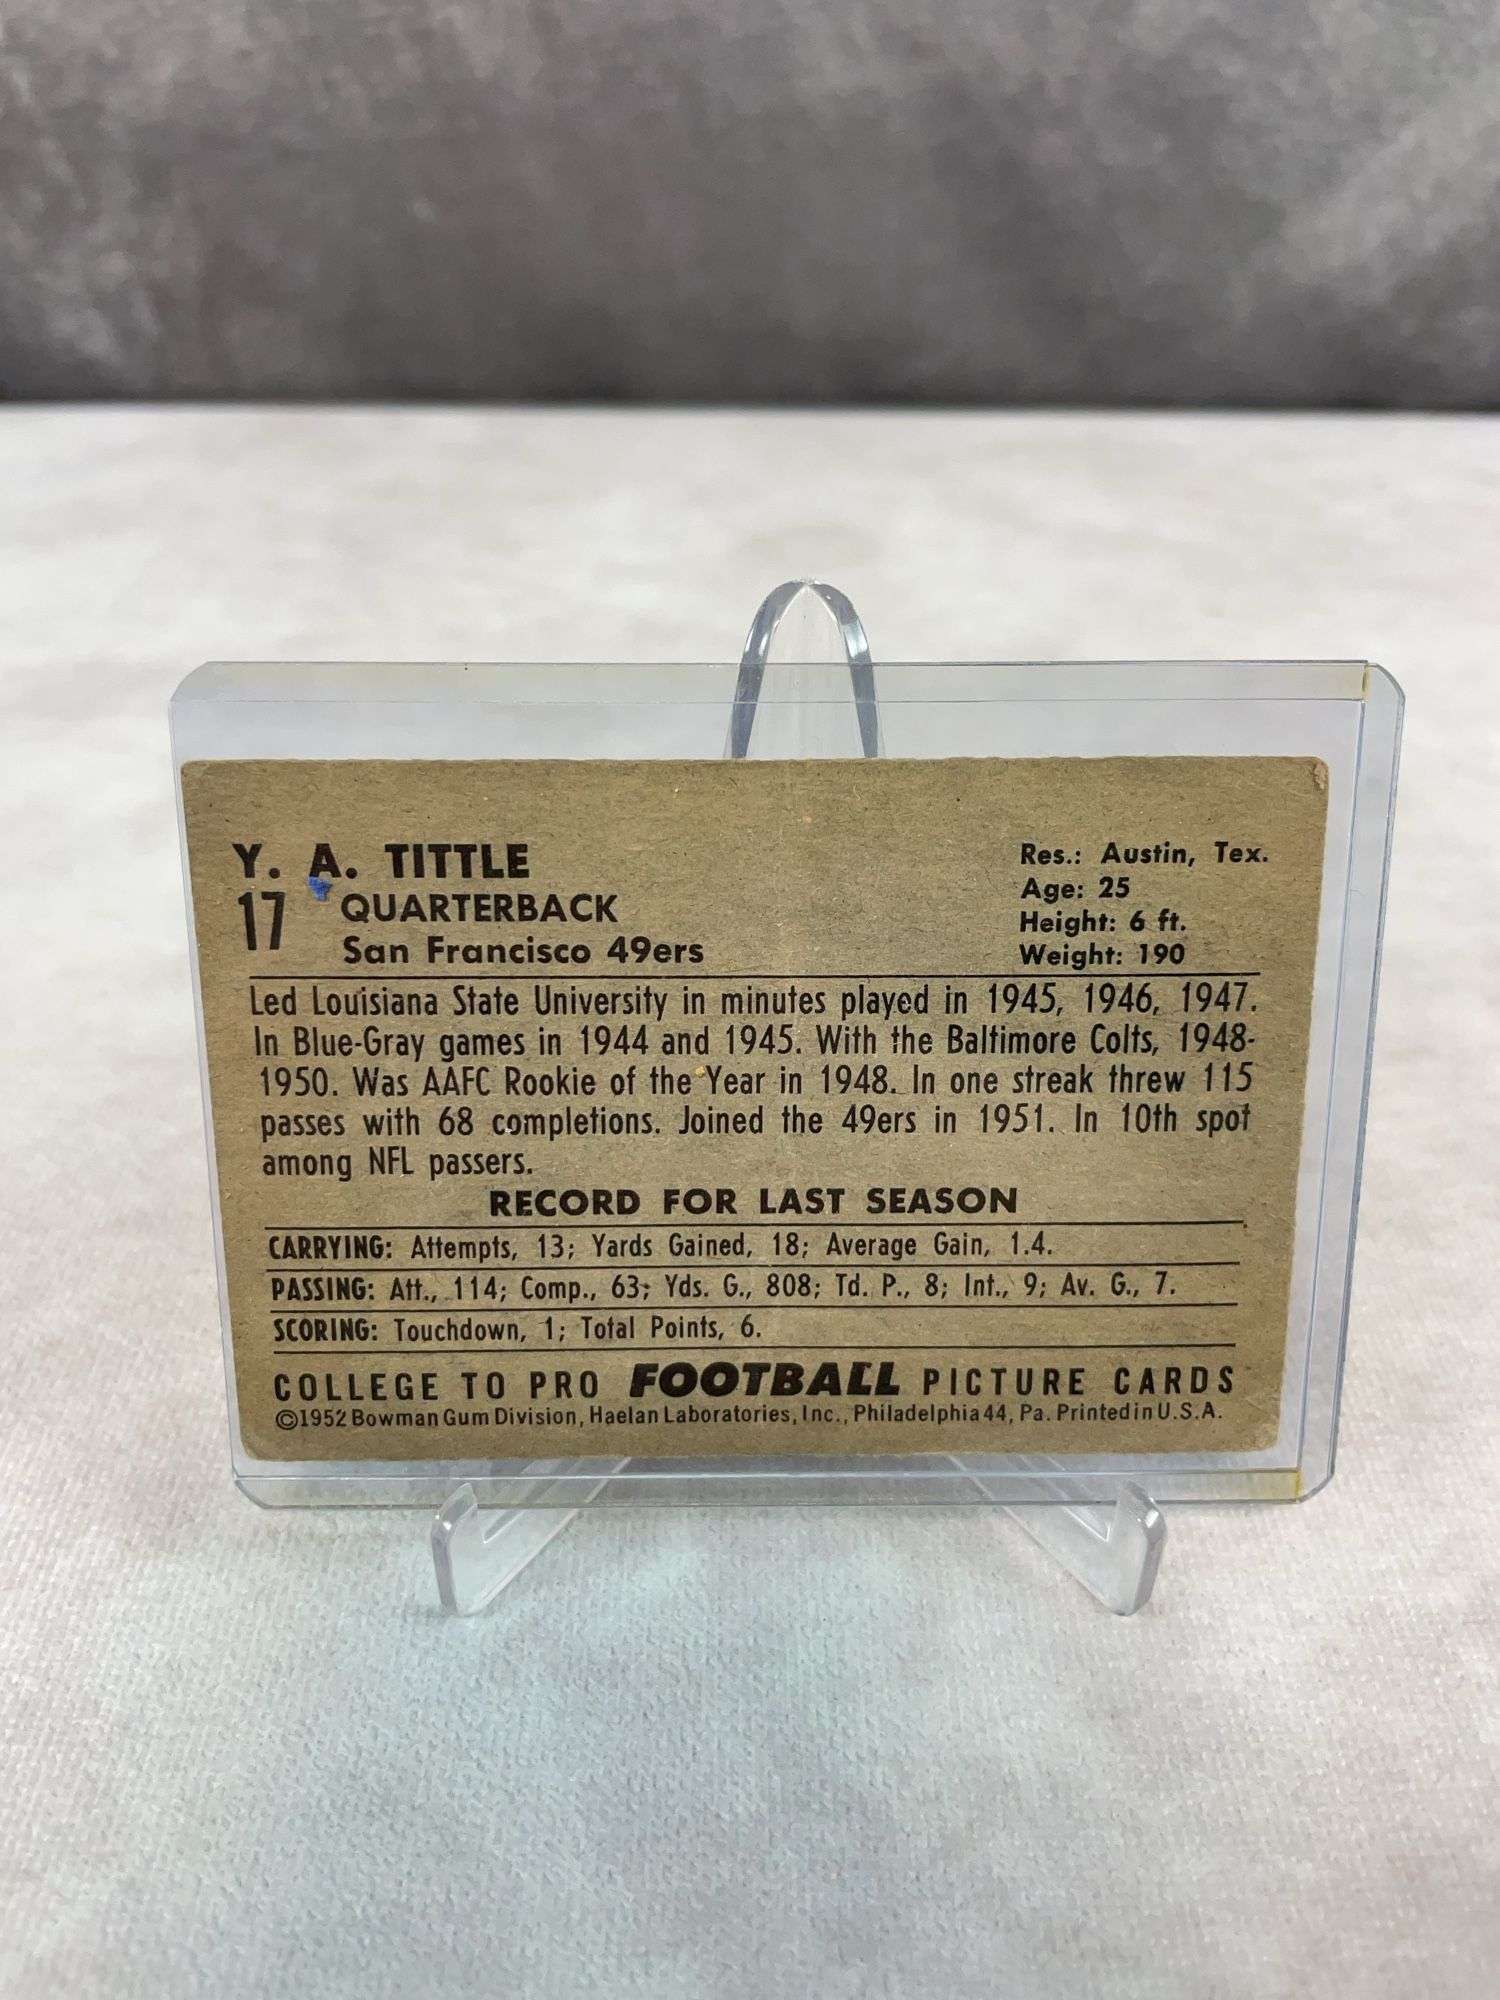 Y. A. TITTLE
17
QUARTERBACK
San Francisco 49ers
Res.: Austin, Tex.
Age: 25
Height: 6 ft.
Weight: 190
Led Louisiana State University in minutes played in 1945, 1946, 1947.
In Blue-Gray games in 1944 and 1945. With the Baltimore Colts, 1948-
1950. Was AAFC Rookie of the Year in 1948. In one streak threw 115
passes with 68 completions. Joined the 49ers in 1951. In 10th spot
among NFL passers.
RECORD FOR LAST SEASON
CARRYING: Attempts, 13; Yards Gained, 18; Average Gain, 1.4.
PASSING: Att., 114; Comp., 63; Yds. G., 808; Td. P., 8; Int., 9; Av. G., 7.
SCORING: Touchdown, 1; Total Points, 6.
COLLEGE TO PRO FOOTBALL PICTURE CARDS
©1952 Bowman Gum Division, Haelan Laboratories, Inc., Philadelphia 44, Pa. Printed in U.S.A.